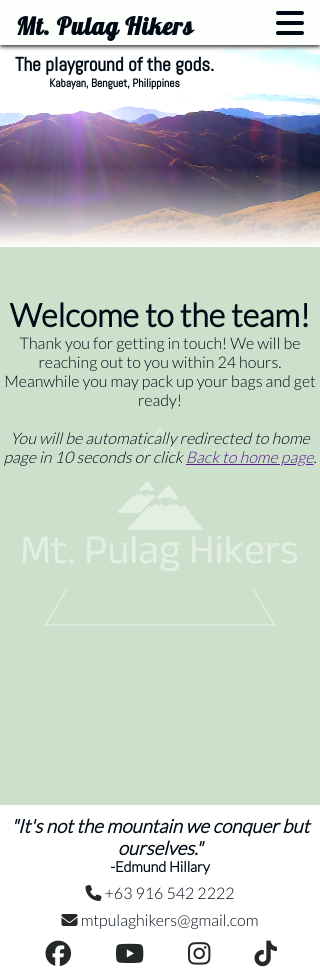 Mt. Pulag Hikers
The playground of the gods.
Kabayan, Benguet, Philippines
Welcome to the team!
Thank you for getting in touch! We will be
reaching out to you within 24 hours.
Meanwhile you may pack up your bags and get
ready!
You will be automatically redirected to the home
page in 10 seconds or click Back to home page.
Mt. Pulag Hikers
"It's not the mountain we conquer but
ourselves."
-Edmund Hillary
+63 916 542 2222
mtpulaghikers@gmail.com